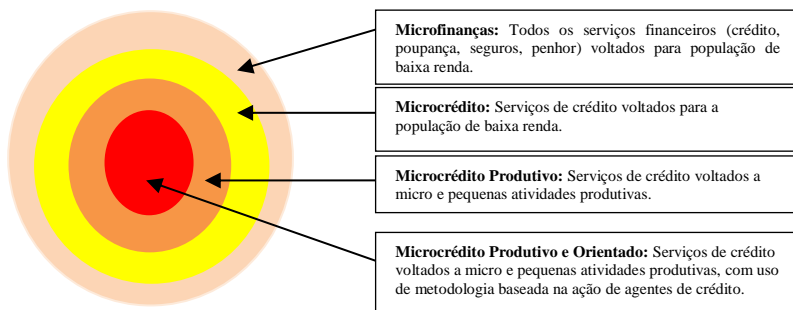 Microfinanças: Todos os serviços financeiros (crédito,
poupança, seguros, penhor) voltados para população de
baixa renda.
Microcrédito: Serviços de crédito voltados para a
população de baixa renda.
Microcrédito Produtivo: Serviços de crédito voltados a
micro e pequenas atividades produtivas.
Microcrédito Produtivo e Orientado: Serviços de crédito
voltados a micro e pequenas atividades produtivas, com uso
de metodologia baseada na ação de agentes de crédito.